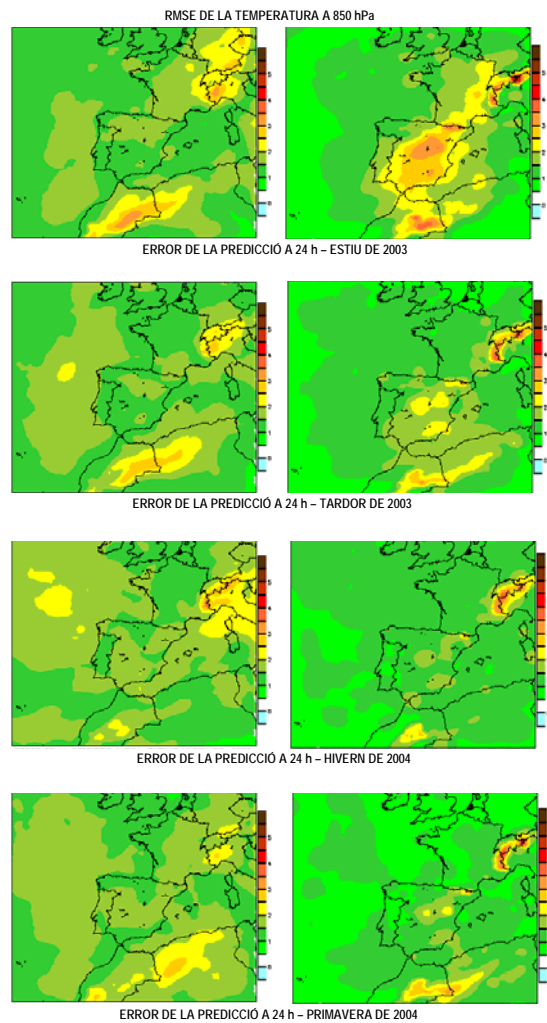 RMSE DE LA TEMPERATURA A 850 hPa
ERROR DE LA PREDICCIÓ A 24 h – ESTIU DE 2003
ERROR DE LA PREDICCIÓ A 24 h – TARDOR DE 2003
ERROR DE LA PREDICCIÓ A 24 h – HIVERN DE 2004
ERROR DE LA PREDICCIÓ A 24 h – PRIMAVERA DE 2004